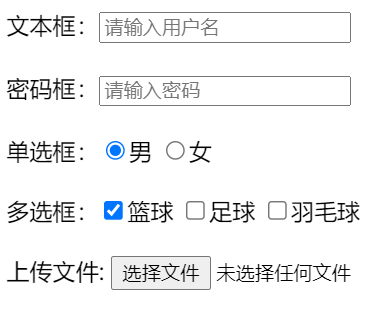 文本框：请输入用户名
密码框：请输入密码
单选框： 男 女
多选框： 篮球 足球 羽毛球
上传文件: 选择文件 未选择任何文件